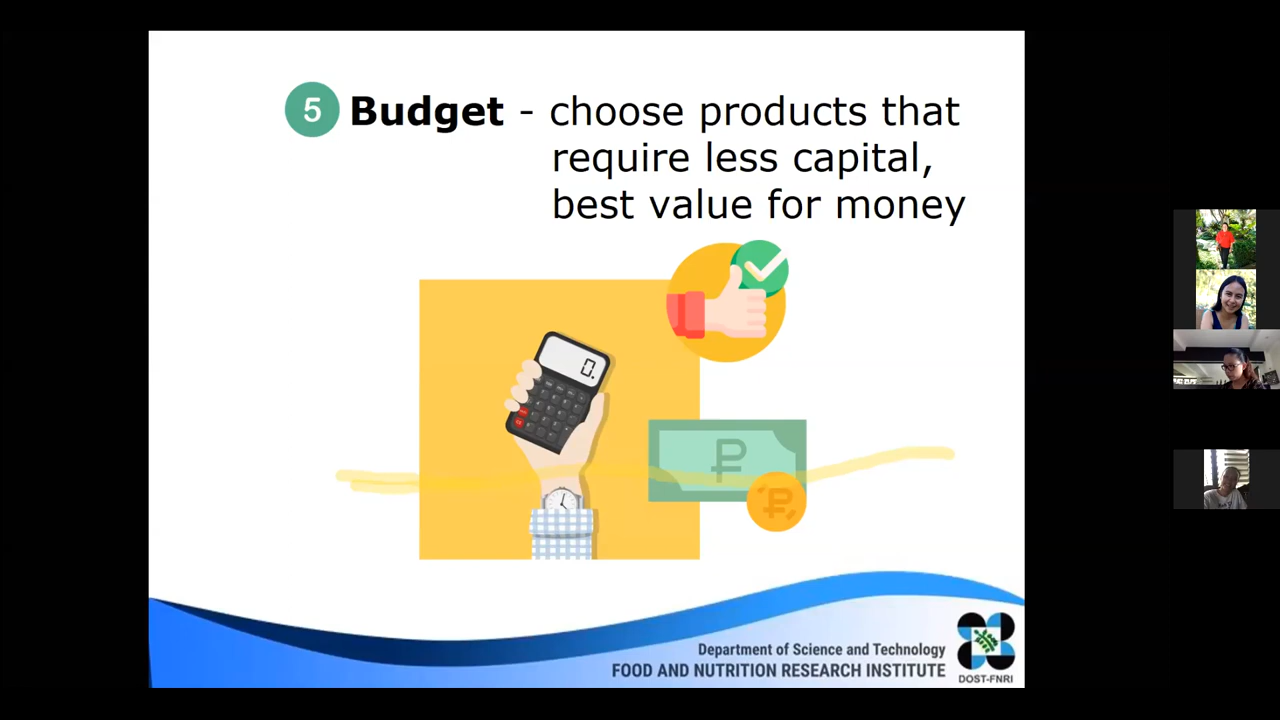 5 Budget - choose products that
require less capital,
best value for money
0.
₽
₽
Department of Science and Technology
FOOD AND NUTRITION RESEARCH INSTITUTE
DOST-FNRI